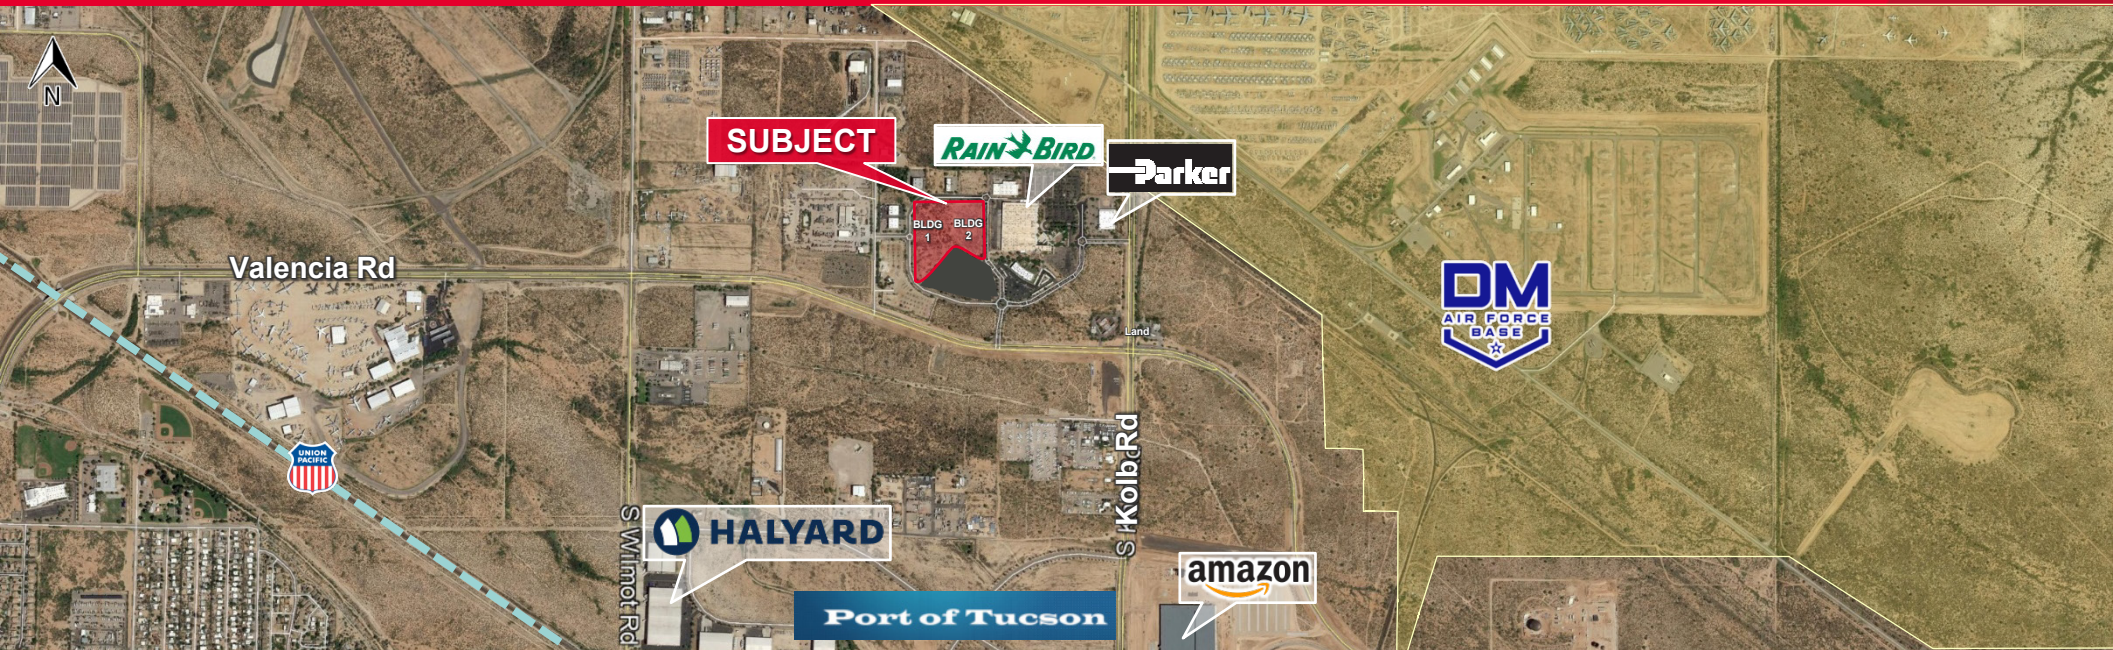 N
SUBJECT
RAIN BIRD
Parker
BLDG
1
BLDG
2
Valencia Rd
DM
AIR FORCE
BASE
Land
S Kolb Rd
UNION
PACIFIC
S Wilmot Rd
HALYARD
amazon
Port of Tucson